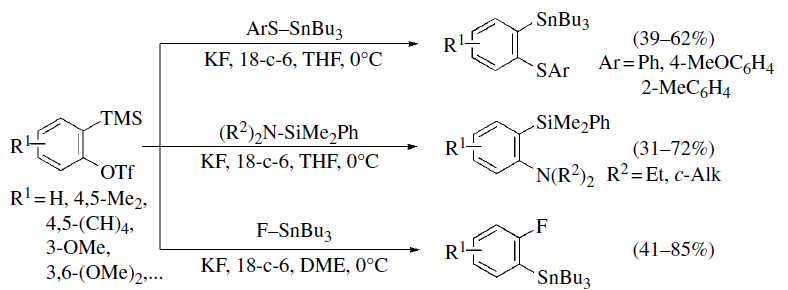 ArS–SnBu3
KF, 18-c-6, THF, 0°C
R1
SnBu3
SAr
(39–62%)
Ar=Ph, 4-MeOC6H4
2-MeC6H4
R1
TMS
OTf
(R2)2N-SiMe2Ph
KF, 18-c-6, THF, 0°C
R1
SiMe2Ph
N(R2)2
(31–72%)
R2=Et, c-Alk
R1=H, 4,5-Me2,
4,5-(CH)4,
3-OMe,
3,6-(OMe)2,...
F–SnBu3
KF, 18-c-6, DME, 0°C
R1
F
SnBu3
(41–85%)